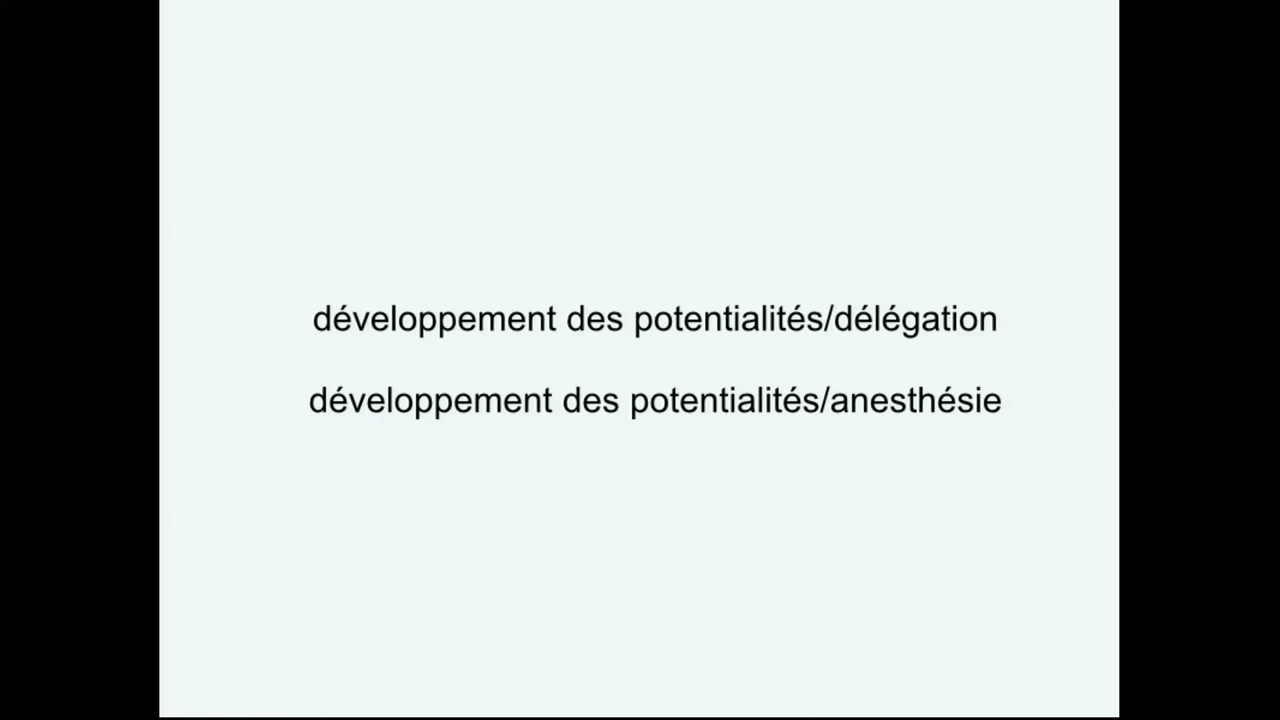 développement des potentialités/délégation
développement des potentialités/anesthésie